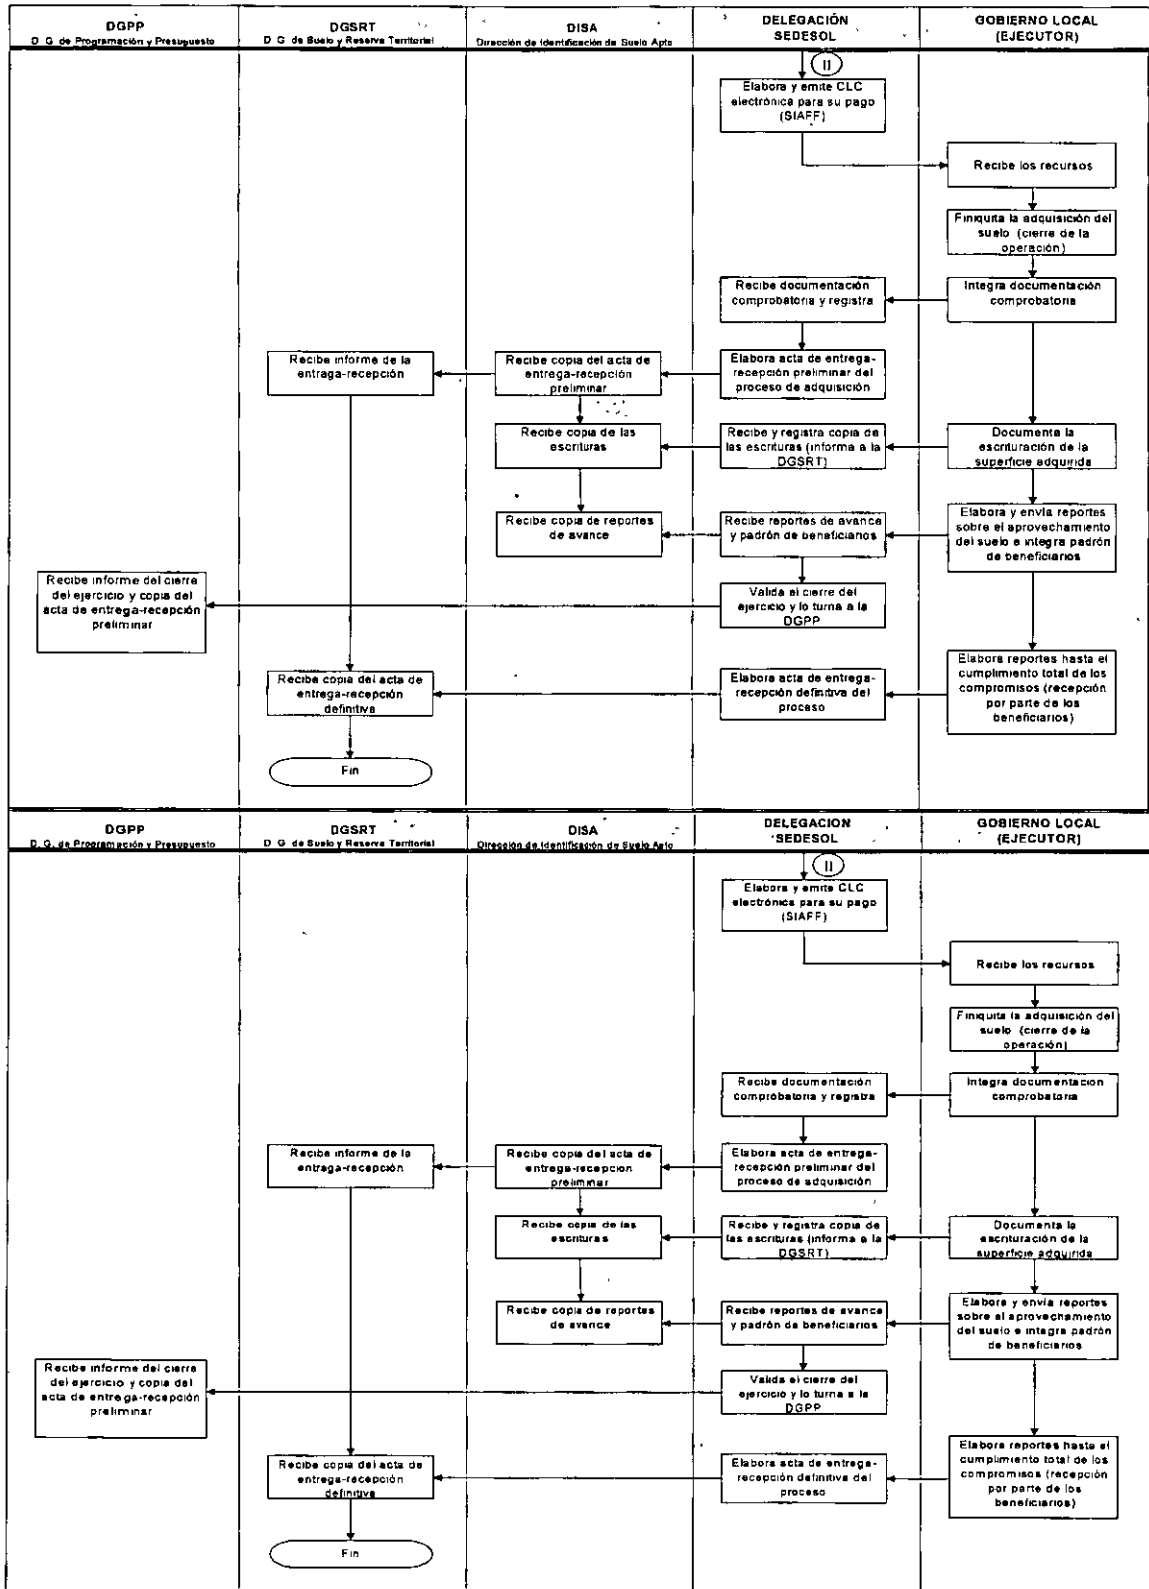 DGPP
D. G. de Programación y Presupuesto
DGSRT
D. G. de Suelo y Reserva Territorial
DISA
Dirección de Identificación de Suelo Apto
DELEGACIÓN
SEDESOL
GOBIERNO LOCAL
(EJECUTOR)
II
Elabora y emite CLC
electrónica para su pago
(SIAFF)
Recibe los recursos
Finiquita la adquisición del
suelo (cierre de la
operación)
Recibe documentación
comprobatoria y registra
Integra documentación
comprobatoria
Recibe informe de la
entrega-recepción
Recibe copia del acta de
entrega-recepción
preliminar
Elabora acta de entrega-
recepción preliminar del
proceso de adquisición
Recibe copia de las
escrituras
Recibe y registra copia de
las escrituras (informa a la
DGSRT)
Documenta la
escrituración de la
superficie adquirida
Recibe copia de reportes
de avance
Recibe reportes de avance
y padrón de beneficiarios
Elabora y envía reportes
sobre el aprovechamiento
del suelo e integra padrón
de beneficiarios
Recibe informe del cierre
del ejercicio y copia del
acta de entrega-recepción
preliminar
Valida el cierre del
ejercicio y lo turna a la
DGPP
Recibe copia del acta de
entrega-recepción
definitiva
Elabora acta de entrega-
recepción definitiva del
proceso
Elabora reportes hasta el
cumplimiento total de los
compromisos (recepción
por parte de los
beneficiarios)
Fin
DGPP
D. G. de Programación y Presupuesto
DGSRT
D. G. de Suelo y Reserva Territorial
DISA
Dirección de Identificación de Suelo Apto
DELEGACION
SEDESOL
GOBIERNO LOCAL
(EJECUTOR)
II
Elabora y emite CLC
electrónica para su pago
(SIAFF)
Recibe los recursos
Finiquita la adquisición del
suelo (cierre de la
operación)
Recibe documentación
comprobatoria y registra
Integra documentacion
comprobatoria
Recibe informe de la
entrega-recepción
Recibe copia del acta de
entrega-recepción
preliminar
Elabora acta de entrega-
recepción preliminar del
proceso de adquisición
Recibe copia de las
escrituras
Recibe y registra copia de
las escrituras (informa a la
DGSRT)
Documenta la
escrituración de la
superficie adquirida
Recibe copia de reportes
de avance
Recibe reportes de avance
y padrón de beneficiarios
Elabora y envía reportes
sobre el aprovechamiento
del suelo e integra padrón
de beneficiarios
Recibe informe del cierre
del ejercicio y copia del
acta de entrega-recepción
preliminar
Valida el cierre del
ejercicio y lo turna a la
DGPP
Recibe copia del acta de
entrega-recepción
definitiva
Elabora acta de entrega-
recepción definitiva del
proceso
Elabora reportes hasta el
cumplimiento total de los
compromisos (recepción
por parte de los
beneficiarios)
Fin